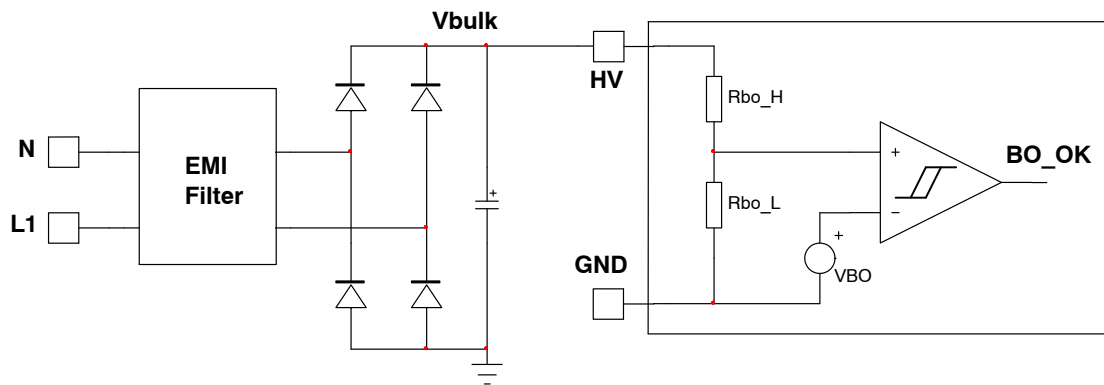 Vbulk
HV
Rbo_H
N
EMI
Filter
+
BO_OK
L1
+
Rbo_L
−
GND
+
VBO